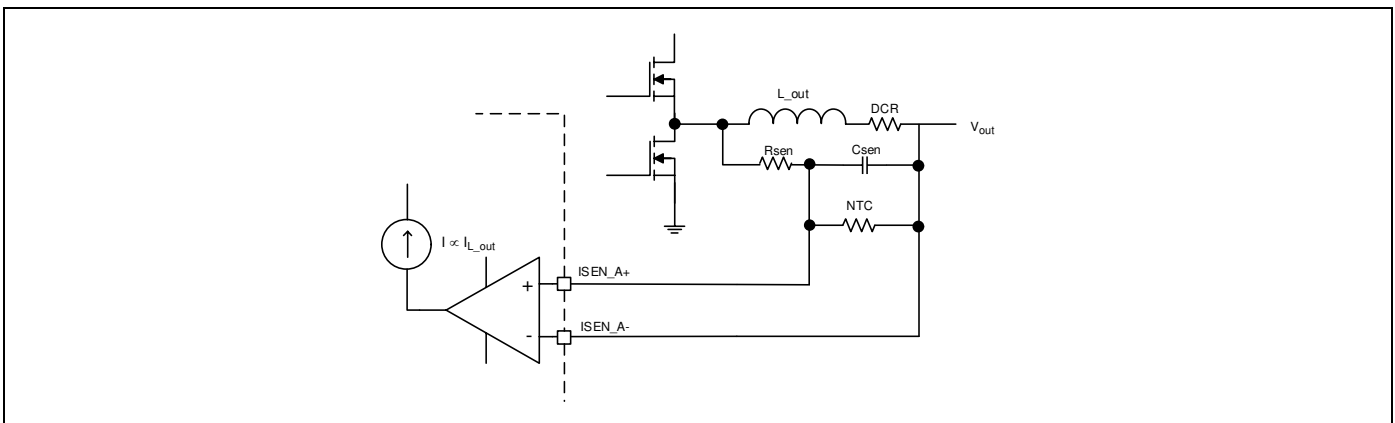 L_out
DCR
Vout
Rsen
Csen
NTC
I ∝ IL_out
ISEN_A+
+
ISEN_A-
-